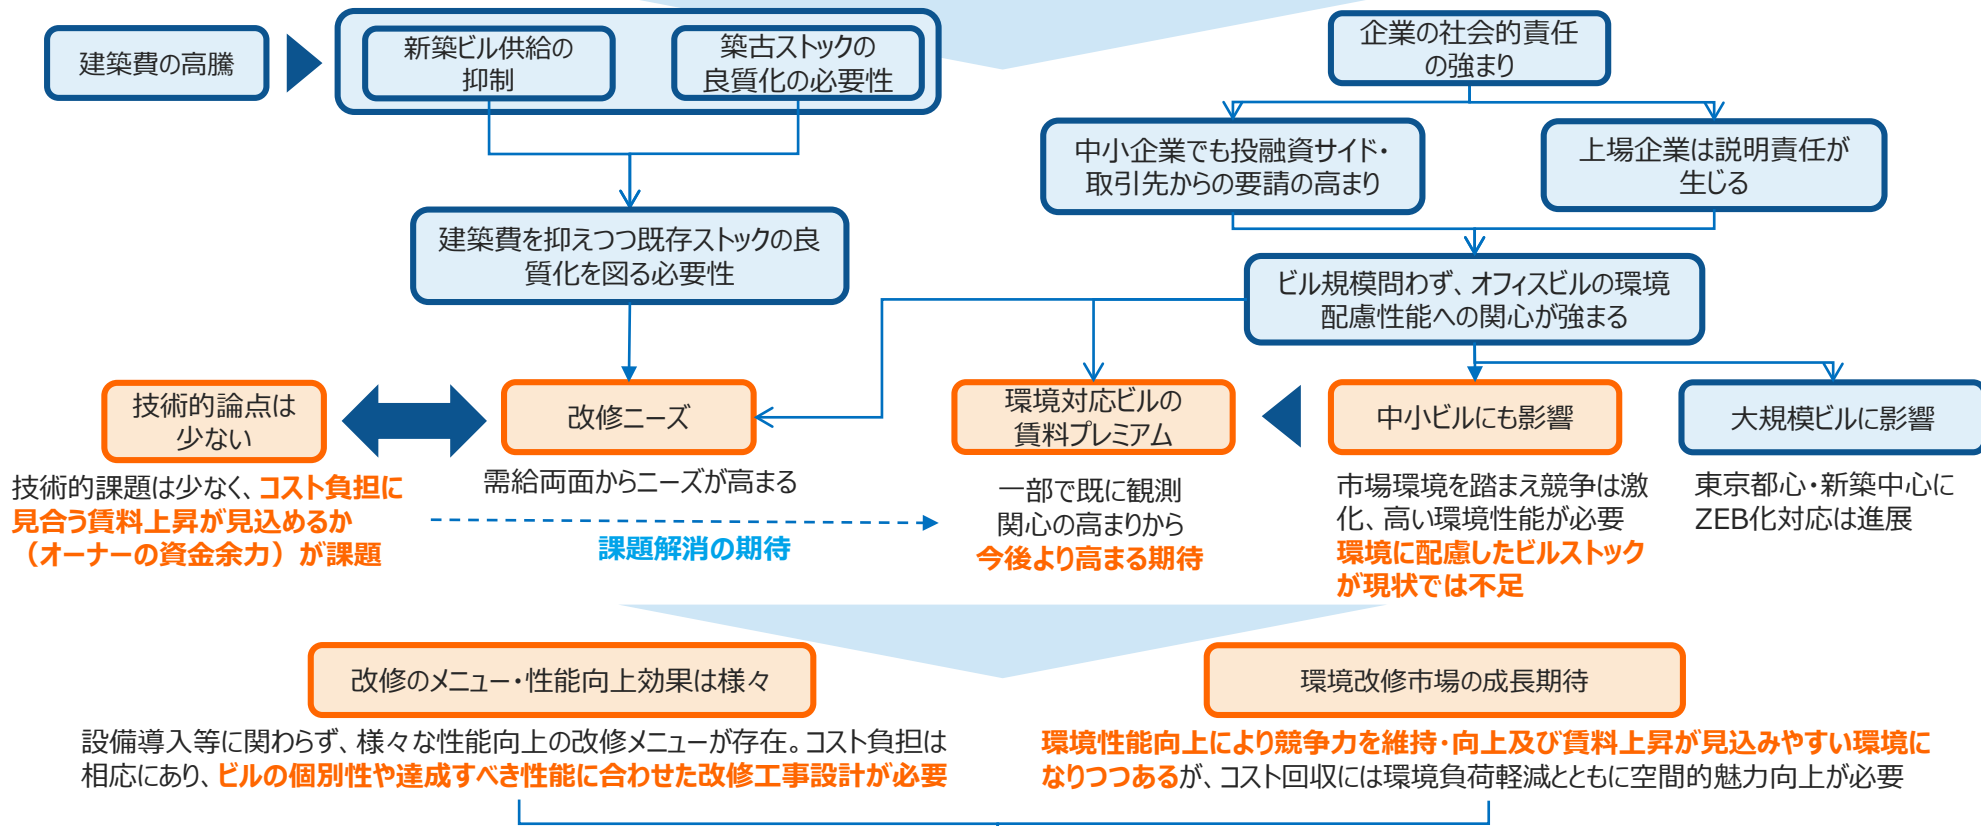 建築費の高騰
新築ビル供給の
抑制
築古ストックの
良質化の必要性
企業の社会的責任
の強まり
中小企業でも投融資サイド・
取引先からの要請の高まり
上場企業は説明責任が
生じる
建築費を抑えつつ既存ストックの良
質化を図る必要性
ビル規模問わず、オフィスビルの環境
配慮性能への関心が強まる
技術的論点は
少ない
改修ニーズ
環境対応ビルの
賃料プレミアム
中小ビルにも影響
大規模ビルに影響
技術的課題は少なく、コスト負担に
見合う賃料上昇が見込めるか
（オーナーの資金余力）が課題
需給両面からニーズが高まる
課題解消の期待
一部で既に観測
関心の高まりから
今後より高まる期待
市場環境を踏まえ競争は激
化、高い環境性能が必要
環境に配慮したビルストック
が現状では不足
東京都心・新築中心に
ZEB化対応は進展
改修のメニュー・性能向上効果は様々
設備導入等に関わらず、様々な性能向上の改修メニューが存在。コスト負担は
相応にあり、ビルの個別性や達成すべき性能に合わせた改修工事設計が必要
環境改修市場の成長期待
環境性能向上により競争力を維持・向上及び賃料上昇が見込みやすい環境に
なりつつあるが、コスト回収には環境負荷軽減とともに空間的魅力向上が必要